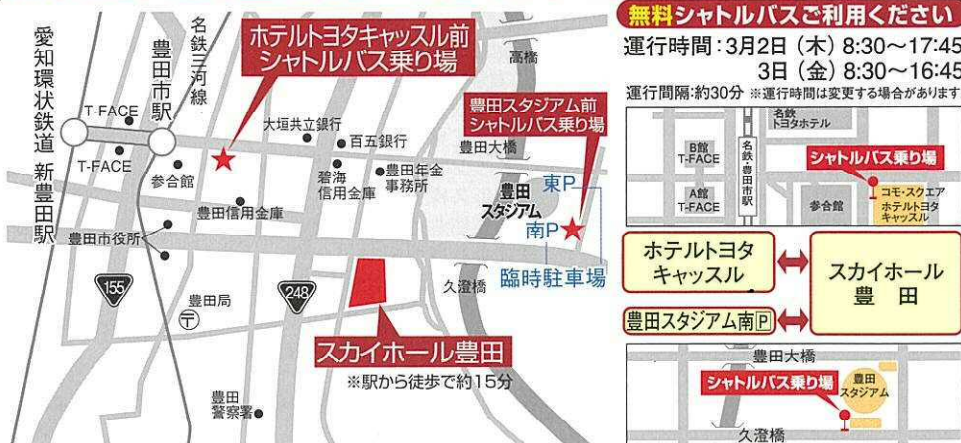 愛知環状鉄道 新豊田駅
豊田市駅
名鉄三河線
T-FACE
T-FACE
参合館
ホテルトヨタキャッスル前
シャトルバス乗り場
高橋
豊田スタジアム前
シャトルバス乗り場
大垣共立銀行
百五銀行
豊田大橋
碧海
信用金庫
豊田年金
事務所
豊田信用金庫
豊田
スタジアム
東P
南P
臨時駐車場
豊田市役所
155
248
豊田局
〒
久澄橋
スカイホール豊田
※駅から徒歩で約15分
豊田
警察署
無料シャトルバスご利用ください
運行時間:3月2日(木)8:30〜17:45
3日(金)8:30〜16:45
運行間隔:約30分 ※運行時間は変更する場合があります
名鉄
トヨタホテル
B館
T-FACE
名鉄・豊田市駅
シャトルバス乗り場
A館
T-FACE
参合館
コモ・スクエア
ホテルトヨタ
キャッスル
ホテルトヨタ
キャッスル
スカイホール
豊田
豊田スタジアム南P
豊田大橋
シャトルバス乗り場
豊田
スタジアム
久澄橋